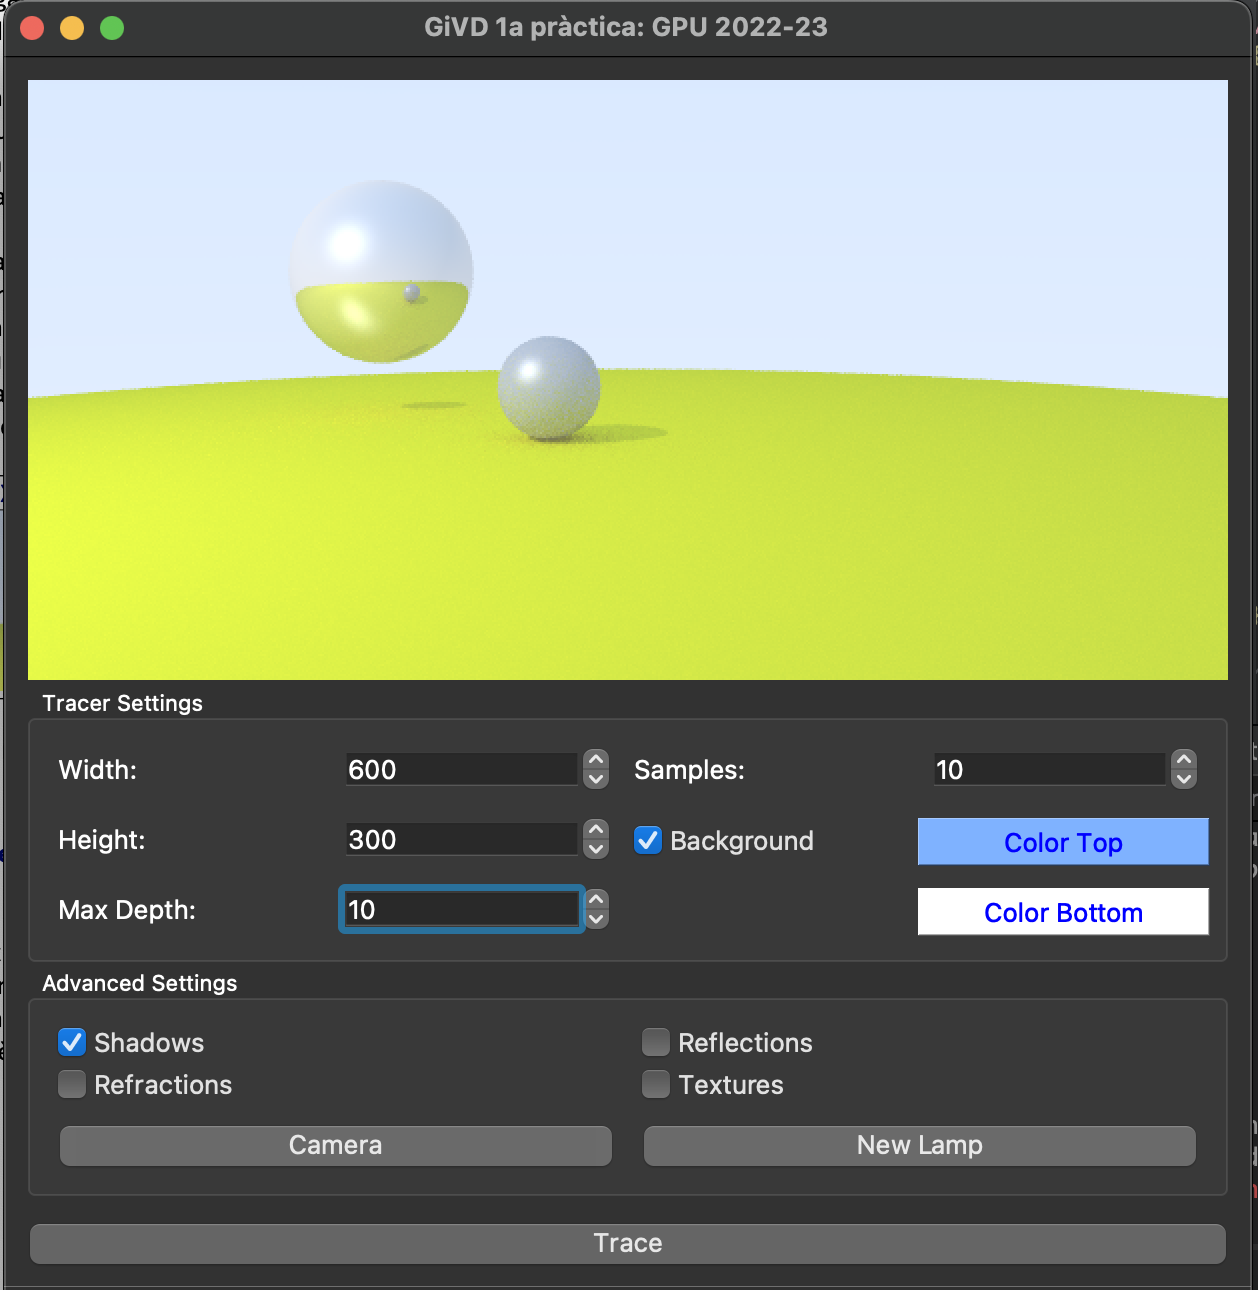 GiVD 1a pràctica: GPU 2022-23
Tracer Settings
Width: 600 Samples: 10
Height: 300 Background Color Top
Max Depth: 10 Color Bottom
Advanced Settings
Shadows Reflections
Refractions Textures
Camera New Lamp
Trace